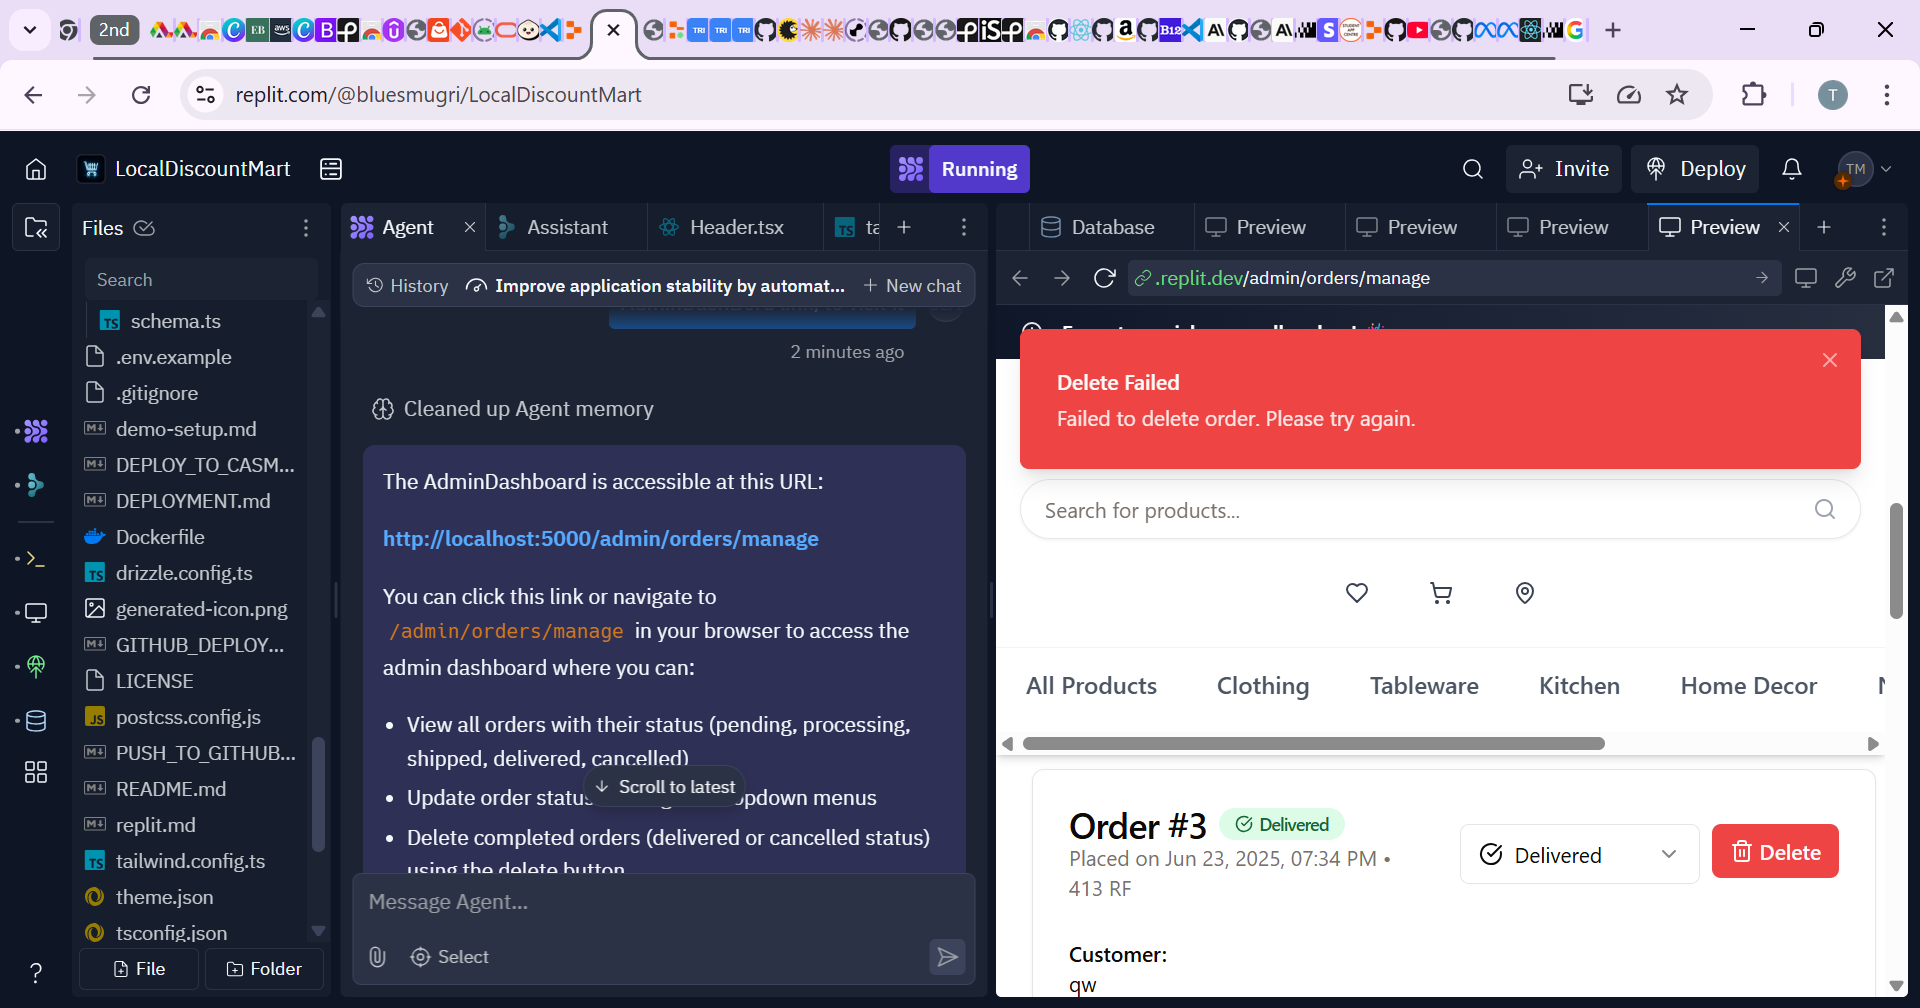 2nd
replit.com/@bluesmugri/LocalDiscountMart
T
LocalDiscountMart
Running
Invite
Deploy
TM
Files
Agent
Assistant
Header.tsx
ta
Database
Preview
Preview
Preview
Preview
Search
History
Improve application stability by automat...
New chat
.replit.dev/admin/orders/manage
schema.ts
.env.example
.gitignore
demo-setup.md
DEPLOY_TO_CASM...
DEPLOYMENT.md
Dockerfile
drizzle.config.ts
generated-icon.png
GITHUB_DEPLOY...
LICENSE
postcss.config.js
PUSH_TO_GITHUB...
README.md
replit.md
tailwind.config.ts
theme.json
tsconfig.json
File
Folder
2 minutes ago
Cleaned up Agent memory
The AdminDashboard is accessible at this URL:
http://localhost:5000/admin/orders/manage
You can click this link or navigate to
/admin/orders/manage in your browser to access the
admin dashboard where you can:
• View all orders with their status (pending, processing,
shipped, delivered, cancelled)
Scroll to latest
• Update order
• Delete completed orders (delivered or cancelled status)
using the delete button
Message Agent...
Select
Delete Failed
Failed to delete order. Please try again.
Search for products...
All Products
Clothing
Tableware
Kitchen
Home Decor
Order #3
Delivered
Placed on Jun 23, 2025, 07:34 PM •
413 RF
Delivered
Delete
Customer:
qw